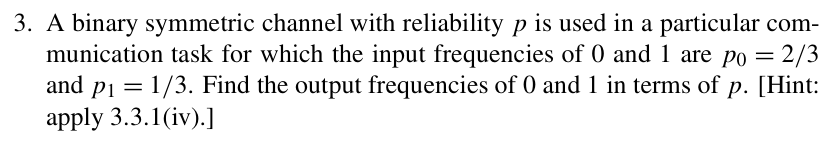 3. A binary symmetric channel with reliability p is used in a particular com-
munication task for which the input frequencies of 0 and 1 are p₀ = 2/3
and p₁ = 1/3. Find the output frequencies of 0 and 1 in terms of p. [Hint:
apply 3.3.1(iv).]